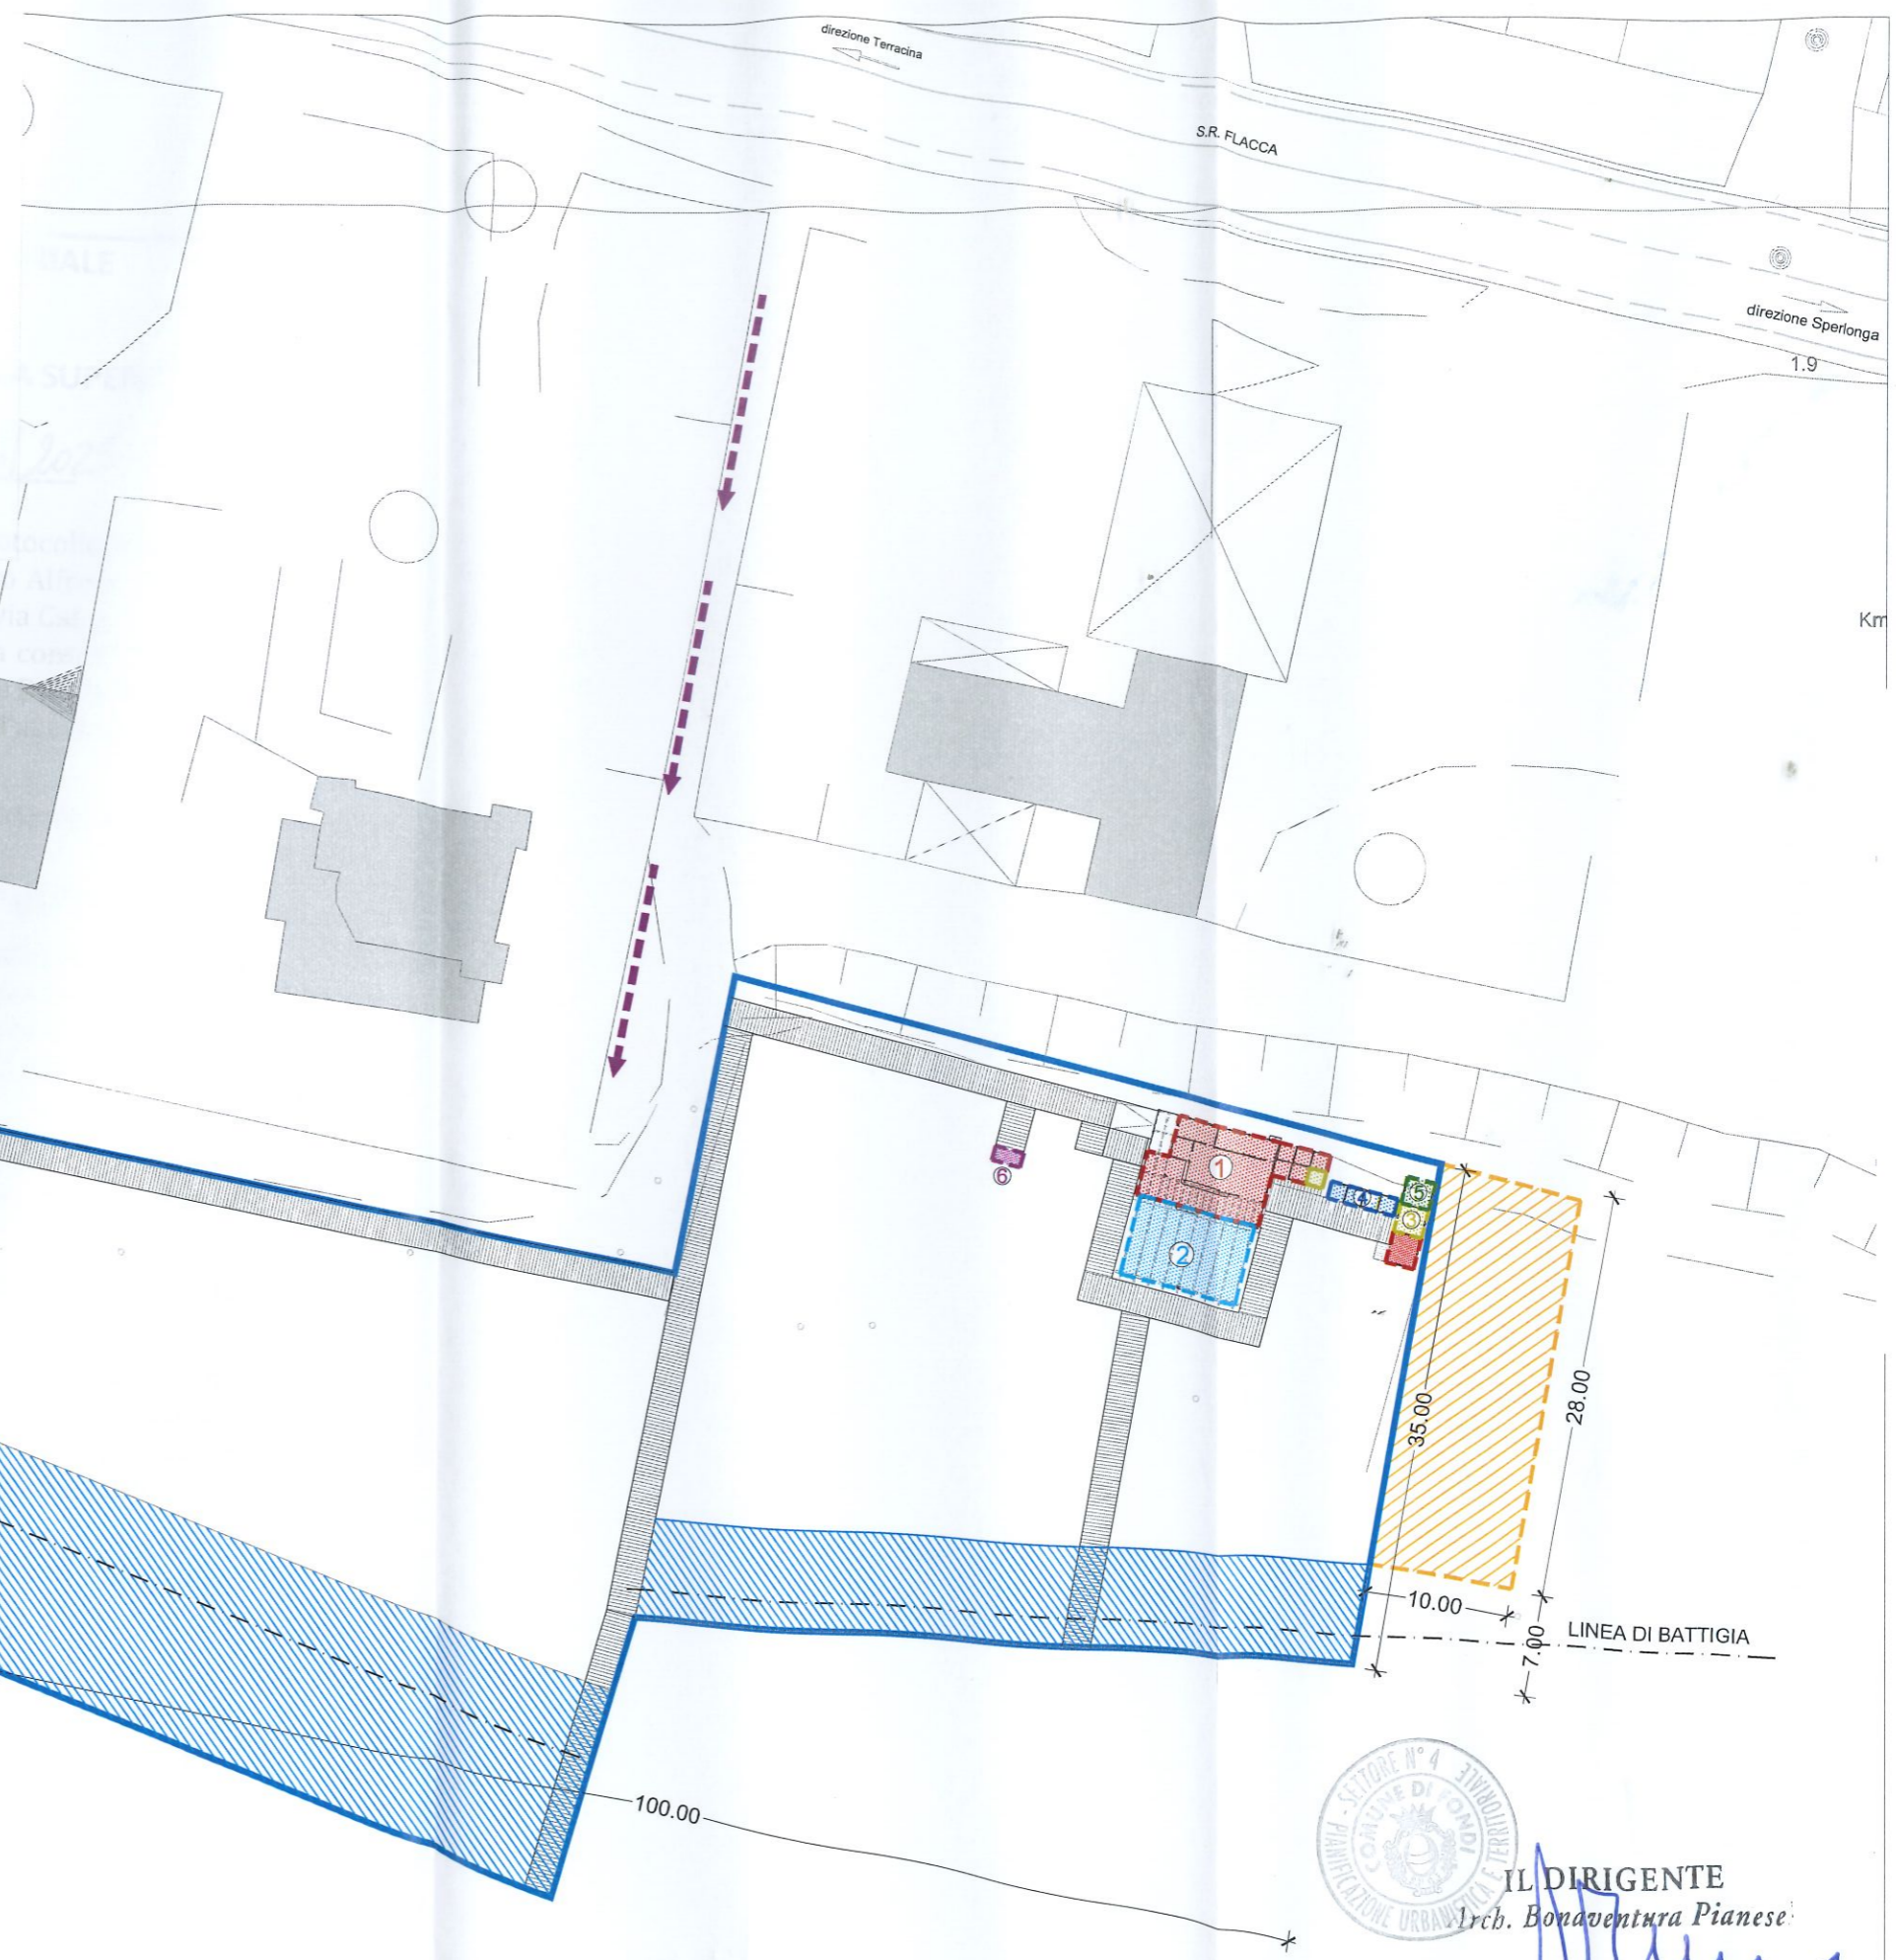 direzione Terracina
S.R. FLACCA
direzione Sperlonga
1.9
Km
2025
1
2
3
4
5
6
35.00
28.00
10.00
7.00
LINEA DI BATTIGIA
100.00
PIANIFICAZIONE URBANISTICA E TERRITORIALE - SETTORE N° 4
COMUNE DI FONDI
IL DIRIGENTE
Arch. Bonaventura Pianese